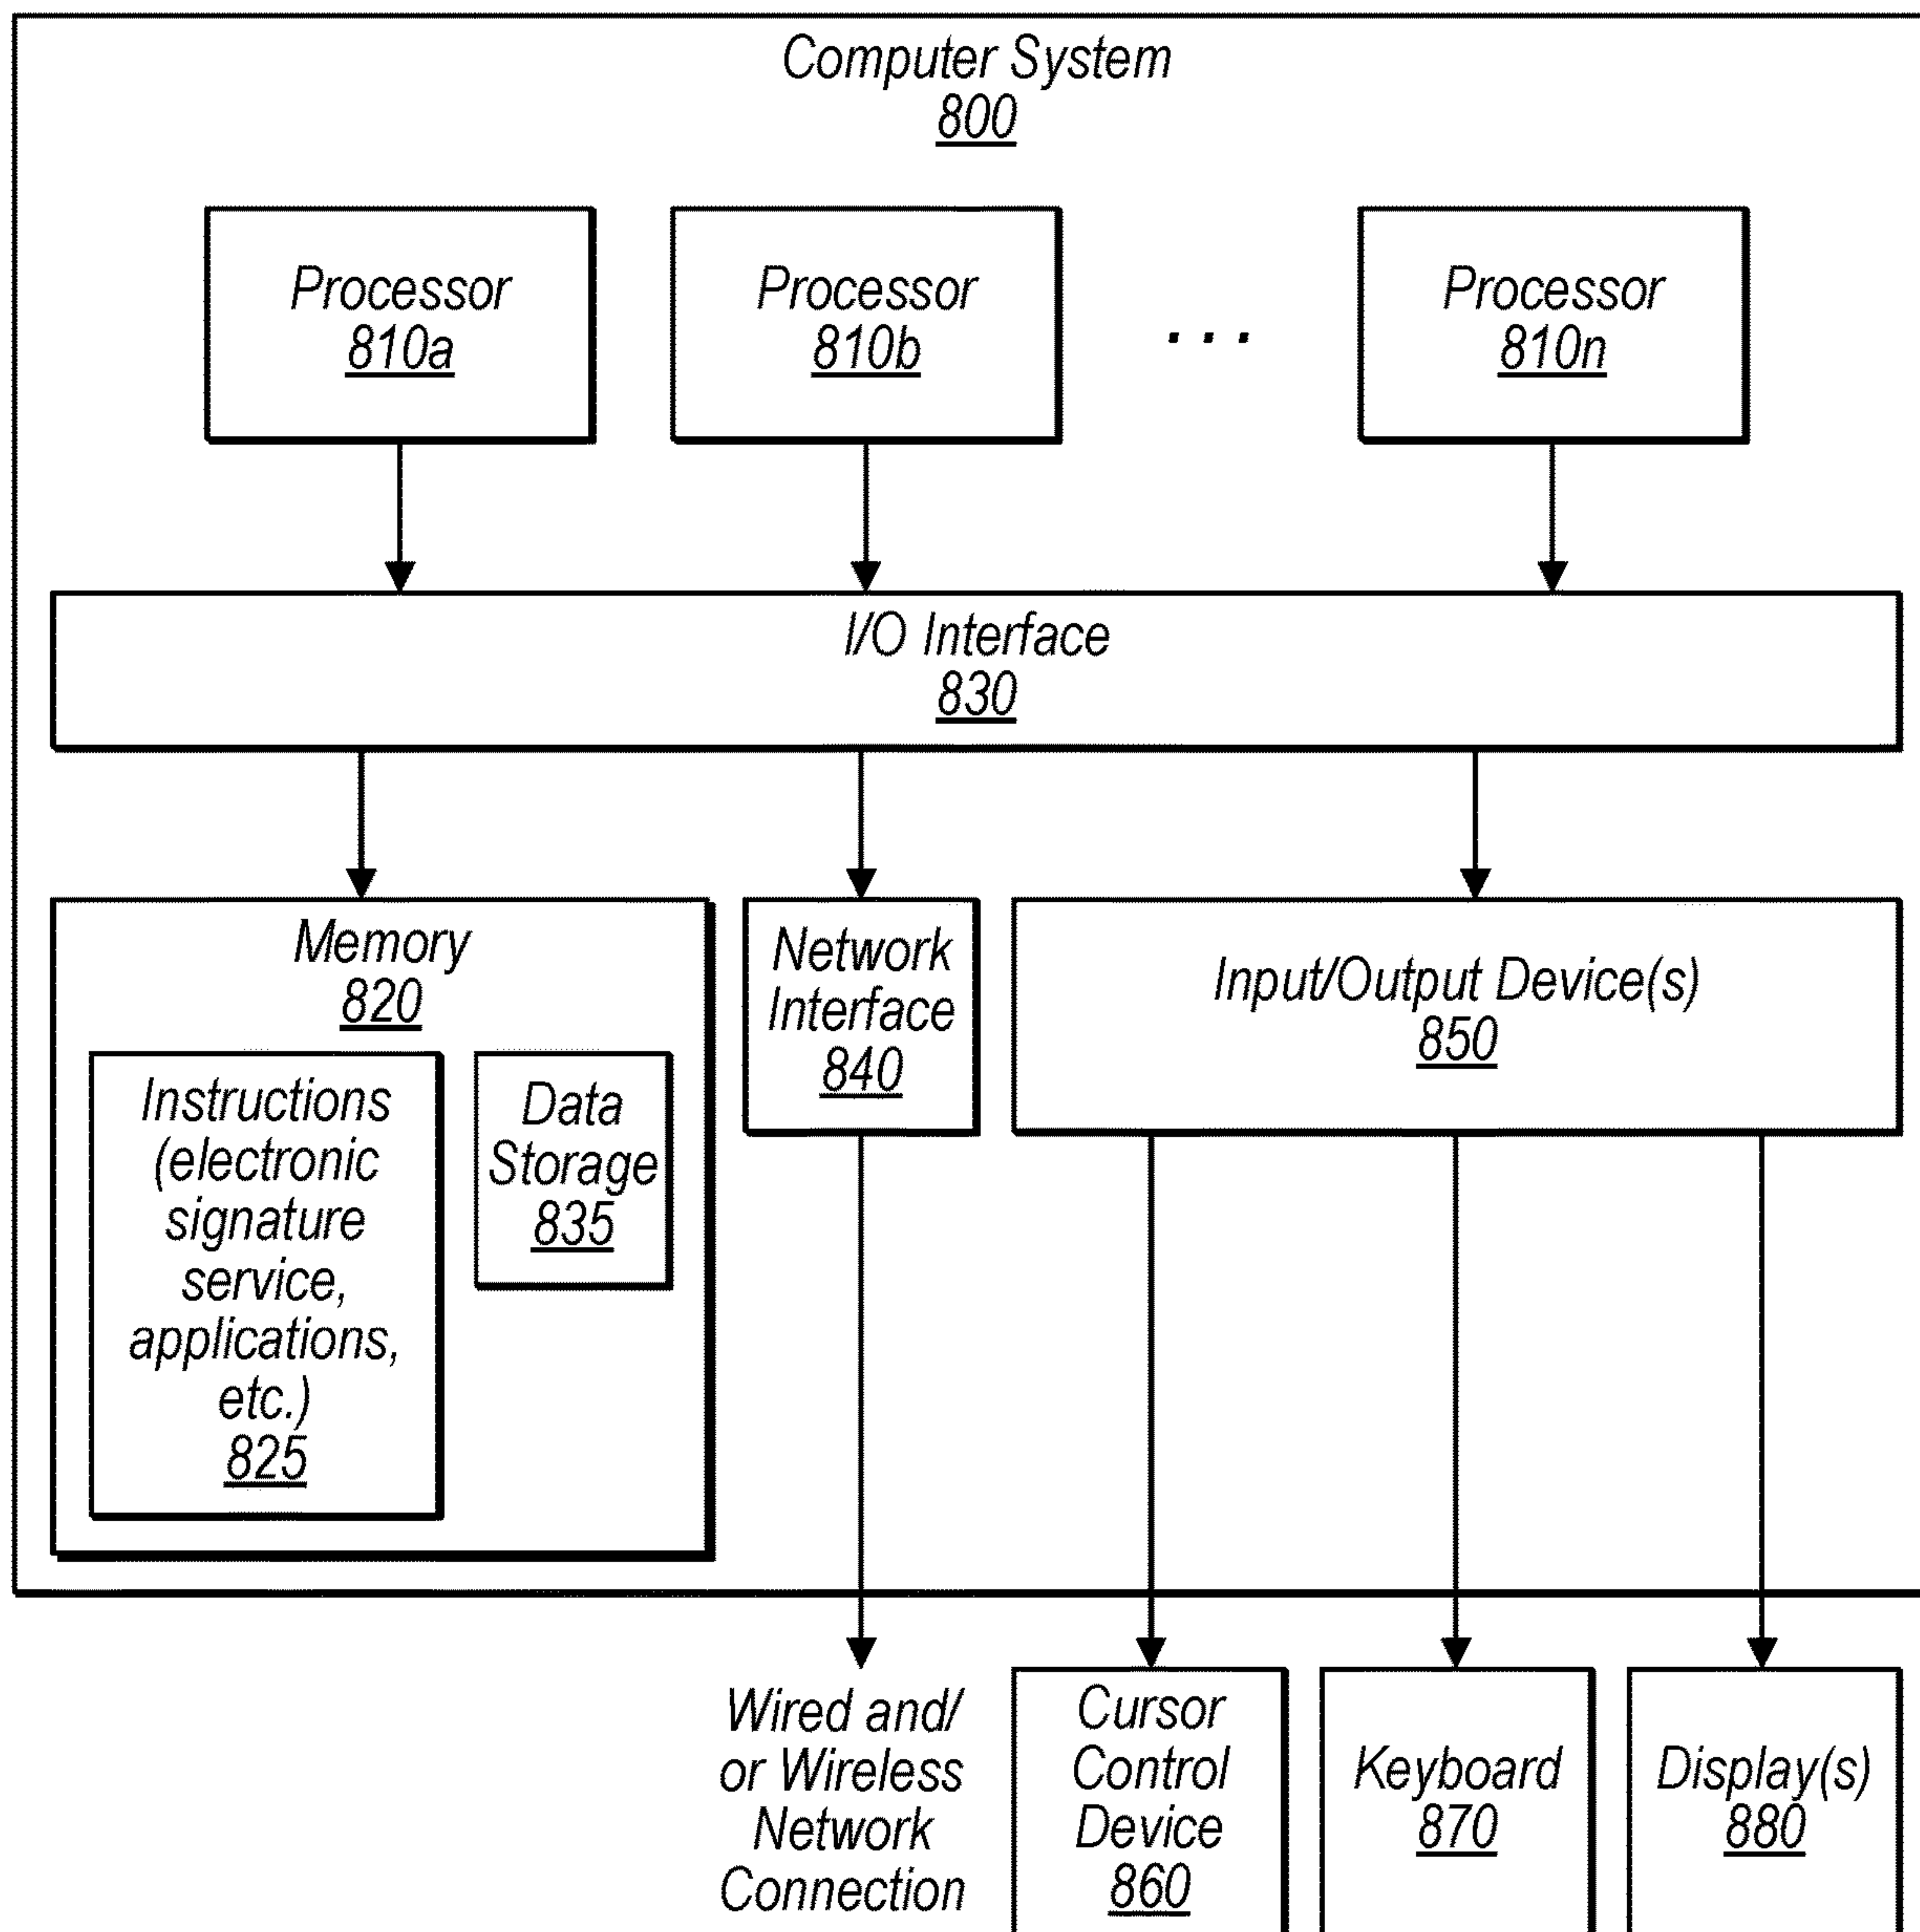 Computer System
800
Processor
810a
Processor
810b
. . .
Processor
810n
I/O Interface
830
Memory
820
Instructions
(electronic
signature
service,
applications,
etc.)
825
Data
Storage
835
Network
Interface
840
Input/Output Device(s)
850
Wired and/
or Wireless
Network
Connection
Cursor
Control
Device
860
Keyboard
870
Display(s)
880